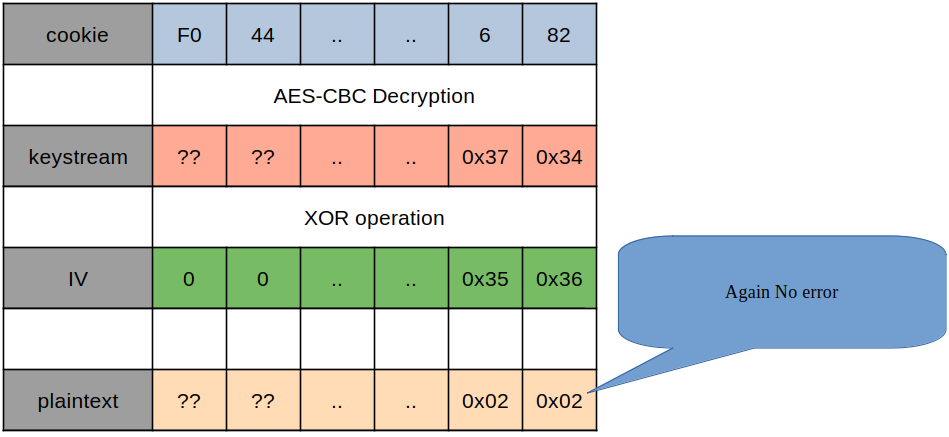 cookie F0 44 .. .. 6 82
AES-CBC Decryption
keystream ?? ?? .. .. 0x37 0x34
XOR operation
IV 0 0 .. .. 0x35 0x36
Again No error
plaintext ?? ?? .. .. 0x02 0x02